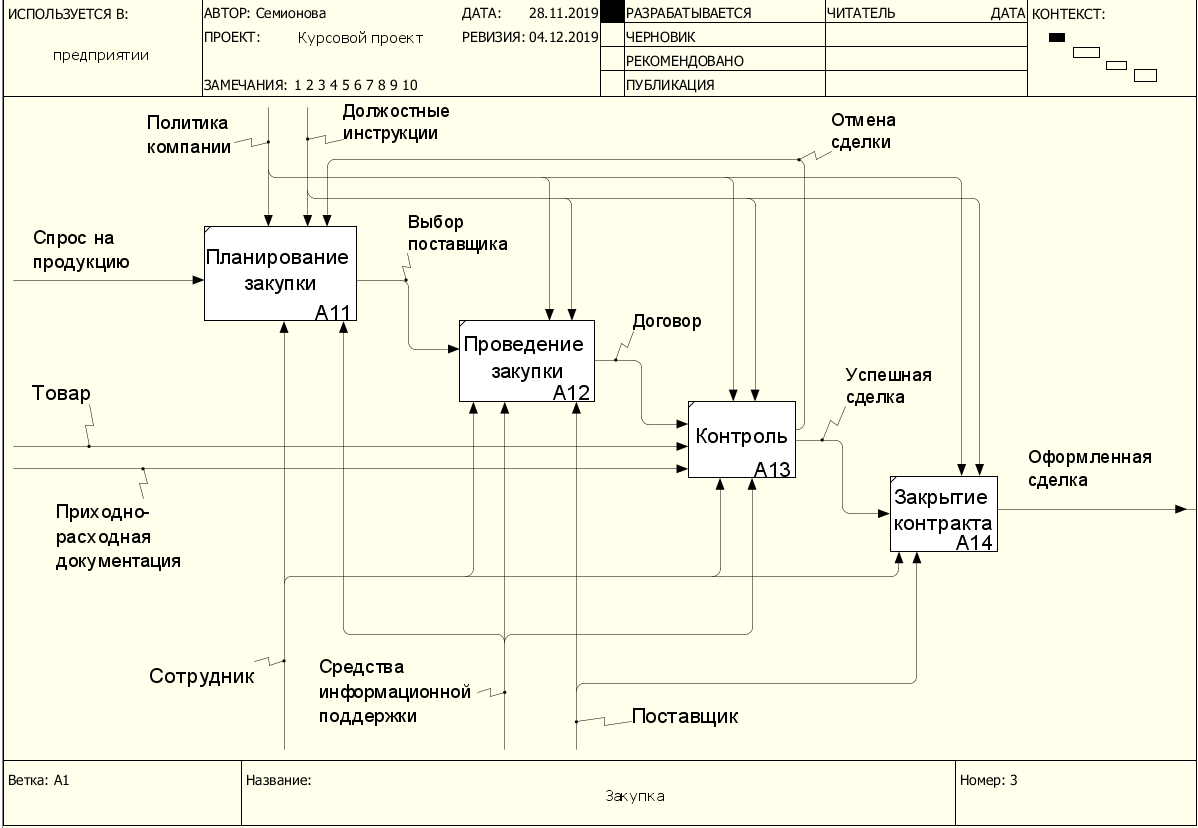 ИСПОЛЬЗУЕТСЯ В:
предприятии
АВТОР: Семионова
ДАТА: 28.11.2019
ПРОЕКТ: Курсовой проект
РЕВИЗИЯ: 04.12.2019
ЗАМЕЧАНИЯ: 1 2 3 4 5 6 7 8 9 10
РАЗРАБАТЫВАЕТСЯ
ЧЕРНОВИК
РЕКОМЕНДОВАНО
ПУБЛИКАЦИЯ
ЧИТАТЕЛЬ
ДАТА
КОНТЕКСТ:
Политика
компании
Должостные
инструкции
Отмена
сделки
Спрос на
продукцию
Планирование
закупки
A11
Выбор
поставщика
Проведение
закупки
A12
Договор
Товар
Контроль
A13
Успешная
сделка
Приходно-
расходная
документация
Закрытие
контракта
A14
Оформленная
сделка
Сотрудник
Средства
информационной
поддержки
Поставщик
Ветка: A1
Название:
Закупка
Номер: 3